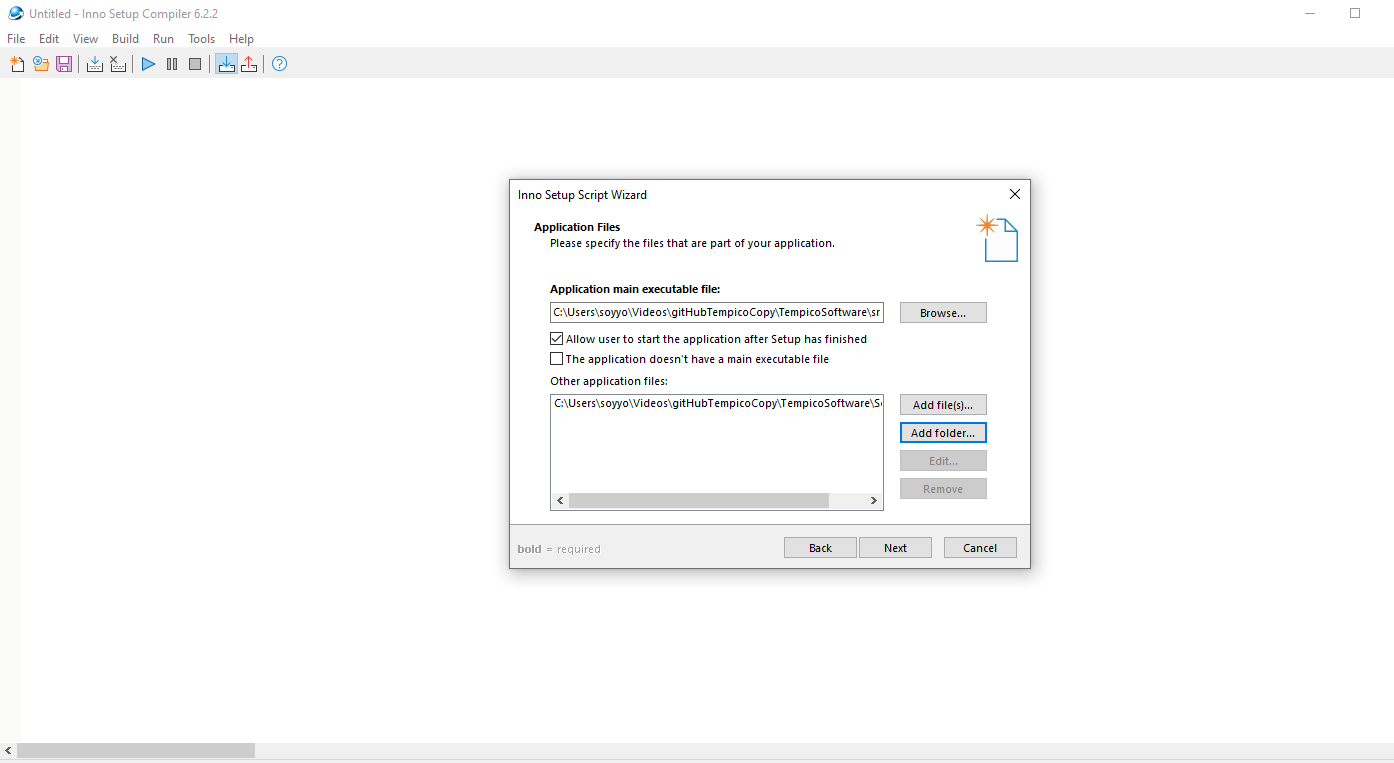 Untitled - Inno Setup Compiler 6.2.2
File Edit View Build Run Tools Help
Inno Setup Script Wizard
Application Files
Please specify the files that are part of your application.
Application main executable file:
C:\Users\soyyo\Videos\gitHubTempicoCopy\TempicoSoftware\sr
Browse...
Allow user to start the application after Setup has finished
The application doesn't have a main executable file
Other application files:
C:\Users\soyyo\Videos\gitHubTempicoCopy\TempicoSoftware\S
Add file(s)...
Add folder...
Edit...
Remove
bold = required
Back Next Cancel